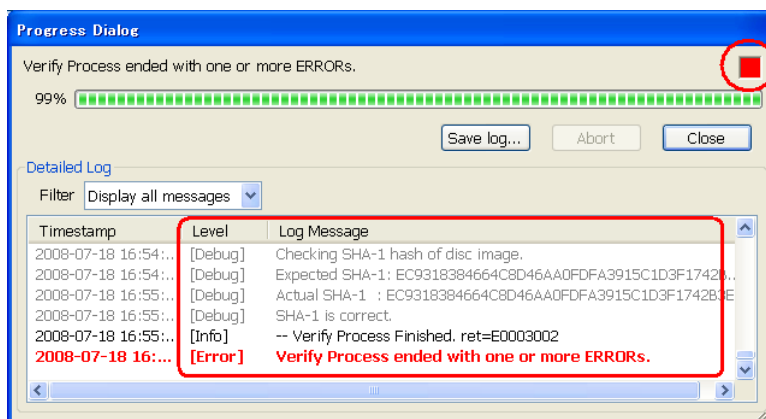 Progress Dialog
Verify Process ended with one or more ERRORs.
99%
Save log... Abort Close
Detailed Log
Filter Display all messages
Timestamp Level Log Message
2008-07-18 16:54:... [Debug] Checking SHA-1 hash of disc image.
2008-07-18 16:54:... [Debug] Expected SHA-1: EC9318384664C8D46AA0FDFA3915C1D3F1742B...
2008-07-18 16:55:... [Debug] Actual SHA-1 : EC9318384664C8D46AA0FDFA3915C1D3F1742B3E
2008-07-18 16:55:... [Debug] SHA-1 is correct.
2008-07-18 16:55:... [Info] -- Verify Process Finished. ret=E0003002
2008-07-18 16:... [Error] Verify Process ended with one or more ERRORs.